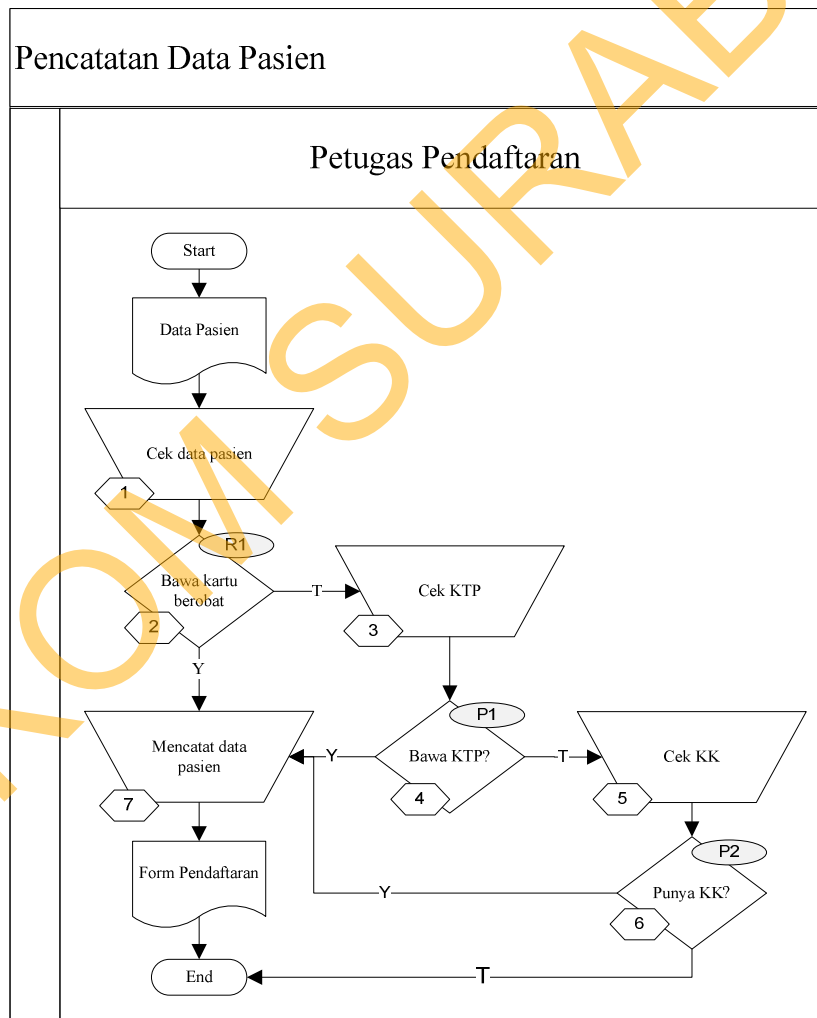 Pencatatan Data Pasien
Petugas Pendaftaran
Start
Data Pasien
Cek data pasien
1
R1
Bawa kartu
berobat
2
T
Cek KTP
3
Y
Mencatat data
pasien
7
Y
P1
Bawa KTP?
4
T
Cek KK
5
P2
Punya KK?
6
Y
Form Pendaftaran
T
End
KOM SURAB